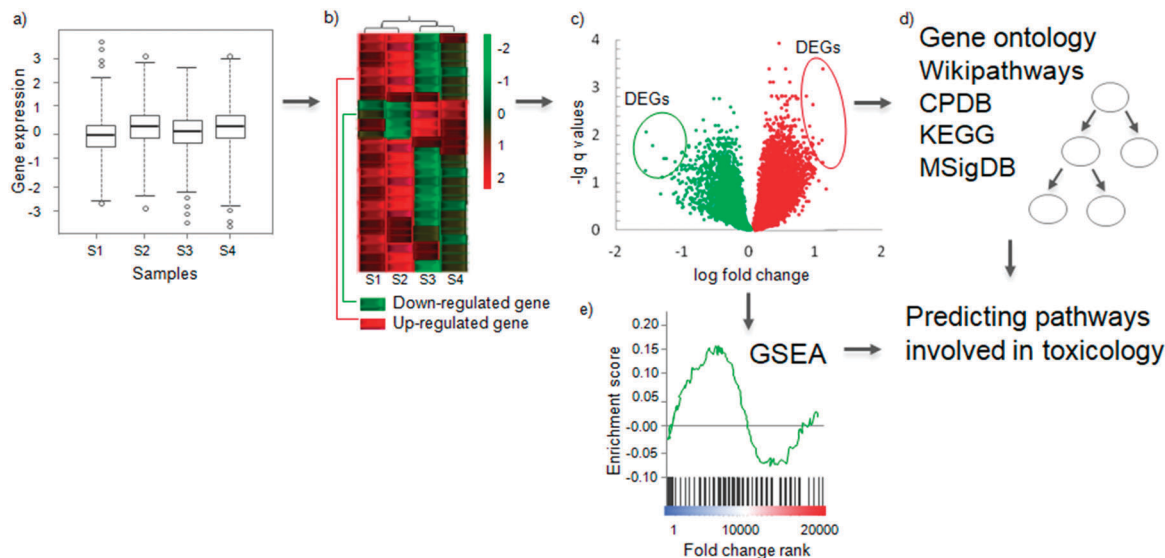 a)
Gene expression
3
2
1
0
-1
-2
-3
S1 S2 S3 S4
Samples
b)
-2
-1
0
1
2
S1 S2 S3 S4
Down-regulated gene
Up-regulated gene
c)
-lg q values
4
3
2
1
0
DEGs
DEGs
-2 -1 0 1 2
log fold change
d)
Gene ontology
Wikipathways
CPDB
KEGG
MSigDB
Predicting pathways
involved in toxicology
e)
Enrichment score
0.20
0.15
0.10
0.05
-0.00
-0.05
-0.10
GSEA
1 10000 20000
Fold change rank